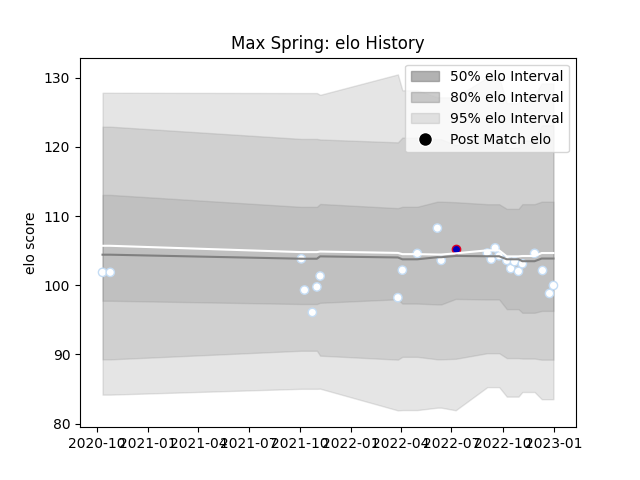 Max Spring: elo History
130
120
110
100
90
80
elo score
50% elo Interval
80% elo Interval
95% elo Interval
Post Match elo
2020-10 2021-01 2021-04 2021-07 2021-10 2022-01 2022-04 2022-07 2022-10 2023-01